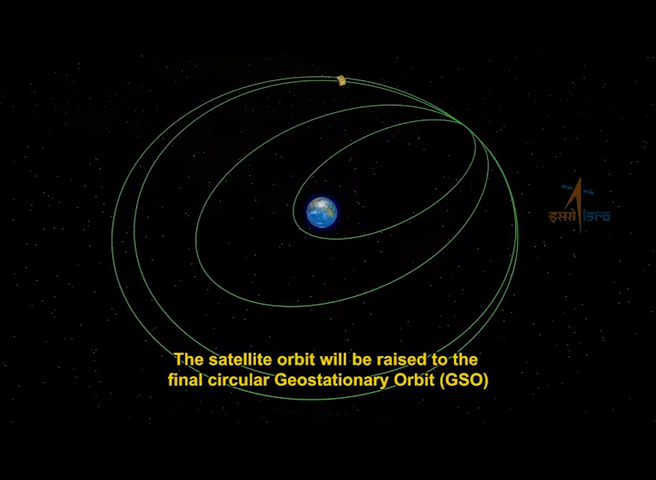 इसरो isro
The satellite orbit will be raised to the
final circular Geostationary Orbit (GSO)